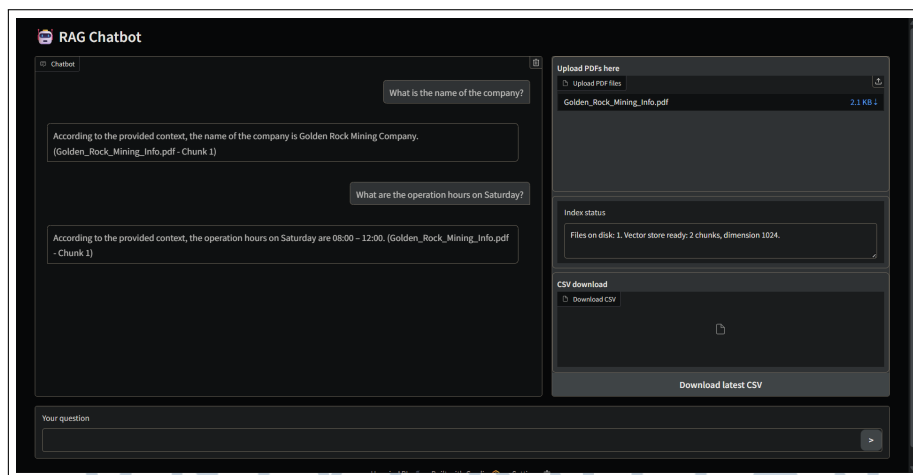 RAG Chatbot
Chatbot
What is the name of the company?
According to the provided context, the name of the company is Golden Rock Mining Company.
(Golden_Rock_Mining_Info.pdf - Chunk 1)
What are the operation hours on Saturday?
According to the provided context, the operation hours on Saturday are 08:00 – 12:00. (Golden_Rock_Mining_Info.pdf
- Chunk 1)
Upload PDFs here
Upload PDF files
Golden_Rock_Mining_Info.pdf 2.1 KB ↓
Index status
Files on disk: 1. Vector store ready: 2 chunks, dimension 1024.
CSV download
Download CSV
Download latest CSV
Your question
>